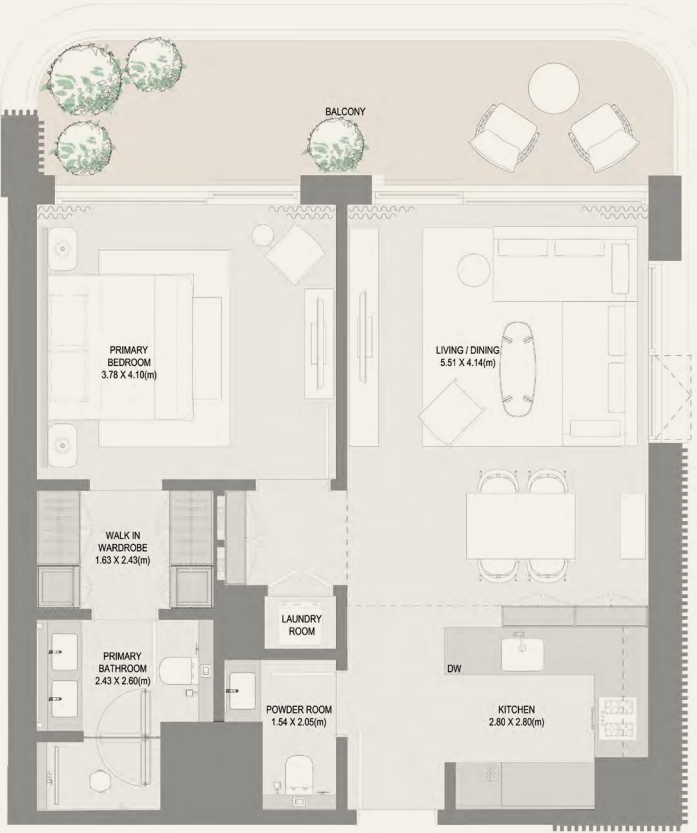 BALCONY
PRIMARY
BEDROOM
3.78 X 4.10(m)
LIVING / DINING
5.51 X 4.14(m)
WALK IN
WARDROBE
1.63 X 2.43(m)
LAUNDRY
ROOM
PRIMARY
BATHROOM
2.43 X 2.60(m)
DW
POWDER ROOM
1.54 X 2.05(m)
KITCHEN
2.80 X 2.80(m)